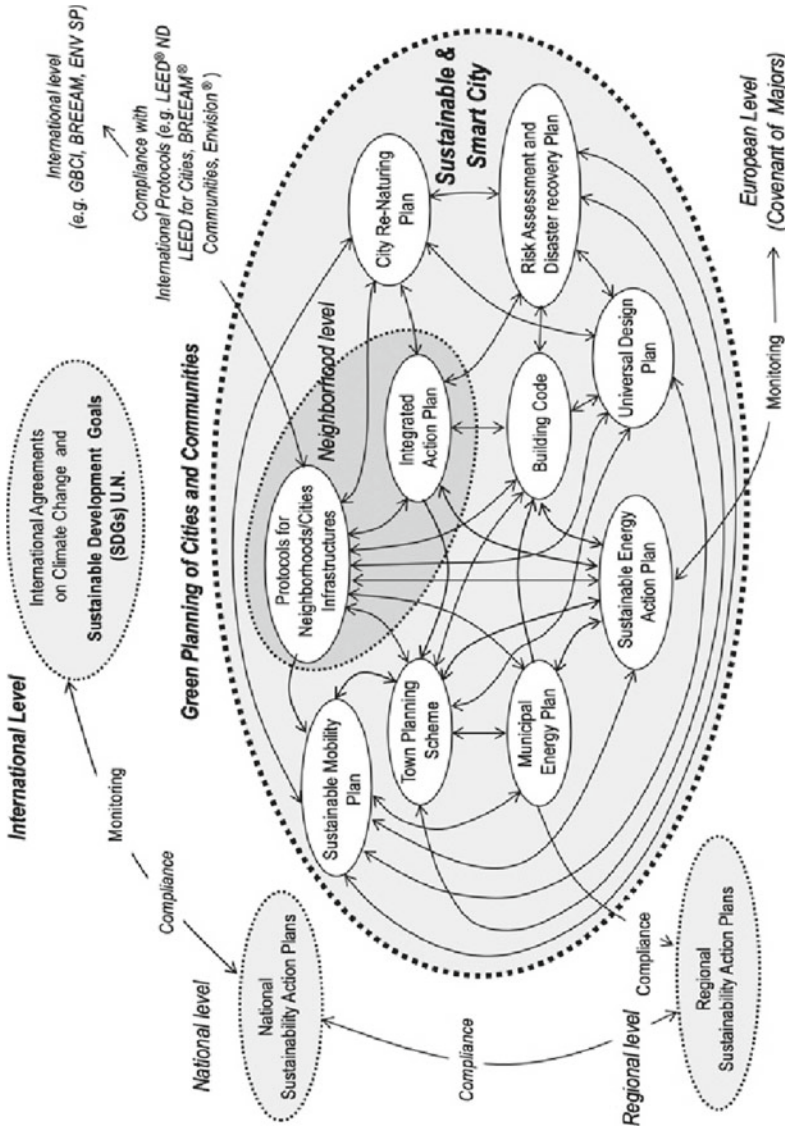 International Level
International Agreements
on Climate Change and
Sustainable Development Goals
(SDGs) U.N.
International level
(e.g. GBCI, BREEAM, ENV SP)
Compliance with
International Protocols (e.g. LEED® ND
LEED for Cities, BREEAM®
Communities, Envision®)
Monitoring
Compliance
National level
National
Sustainability Action Plans
Compliance
Regional level
Regional
Sustainability Action Plans
Compliance
Green Planning of Cities and Communities
Sustainable &
Smart City
Neighborhood level
Protocols for
Neighborhoods/Cities
Infrastructures
Integrated
Action Plan
City Re-Naturing
Plan
Sustainable Mobility
Plan
Town Planning
Scheme
Building Code
Risk Assessment and
Disaster recovery Plan
Municipal
Energy Plan
Sustainable Energy
Action Plan
Universal Design
Plan
Monitoring
European Level
(Covenant of Majors)